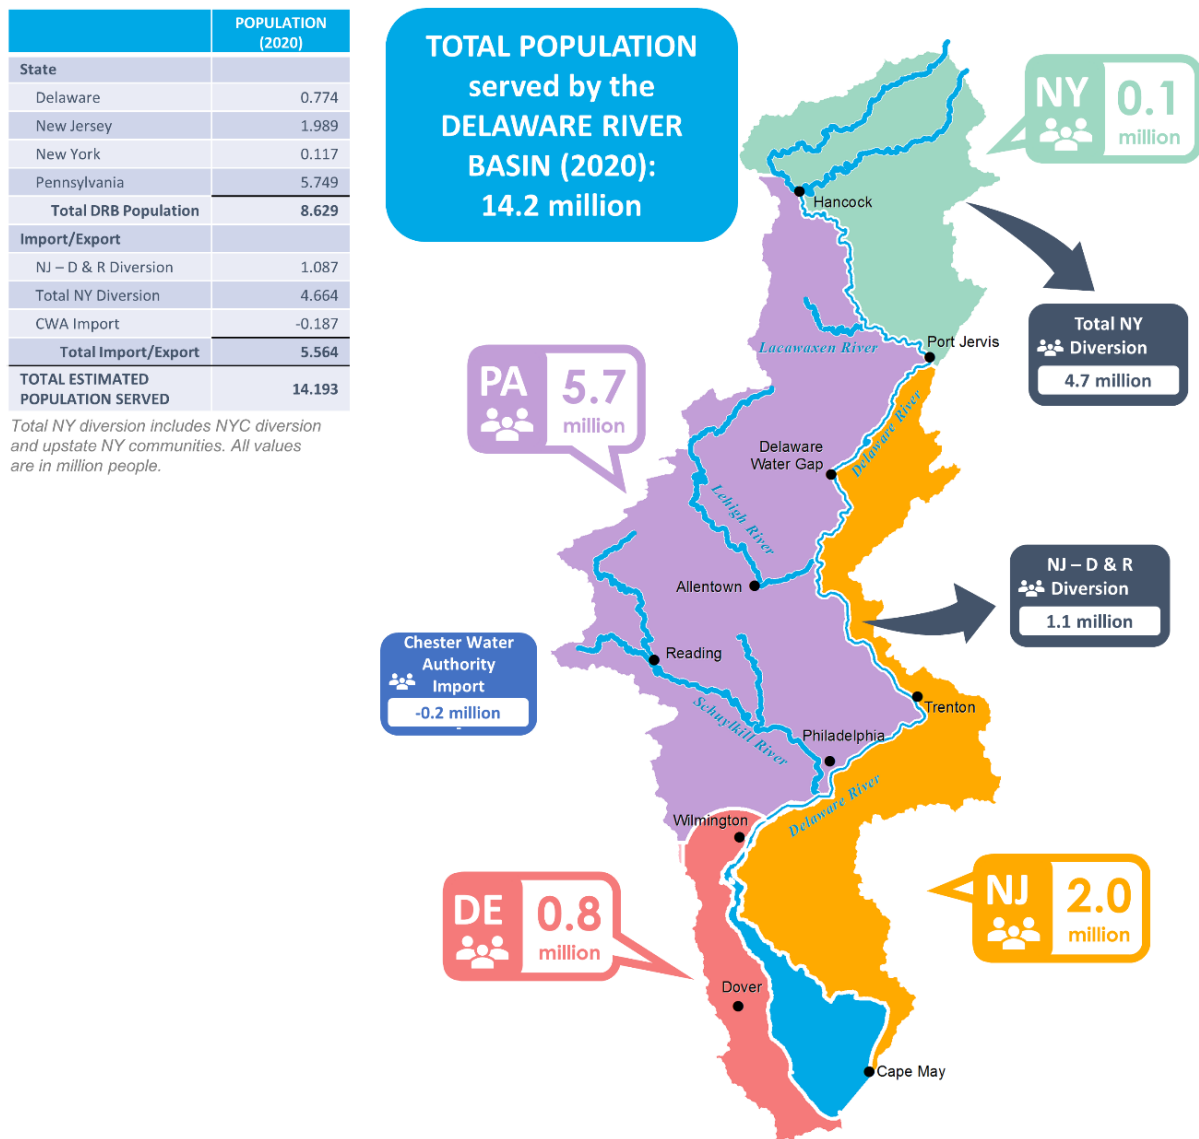 POPULATION
(2020)
State
Delaware 0.774
New Jersey 1.989
New York 0.117
Pennsylvania 5.749
Total DRB Population 8.629
Import/Export
NJ – D & R Diversion 1.087
Total NY Diversion 4.664
CWA Import -0.187
Total Import/Export 5.564
TOTAL ESTIMATED
POPULATION SERVED 14.193
Total NY diversion includes NYC diversion
and upstate NY communities. All values
are in million people.
TOTAL POPULATION
served by the
DELAWARE RIVER
BASIN (2020):
14.2 million
NY 0.1
million
Hancock
Total NY
Diversion
4.7 million
Port Jervis
Lacawaxen River
PA 5.7
million
Delaware River
Delaware
Water Gap
Lehigh River
Allentown
NJ – D & R
Diversion
1.1 million
Chester Water
Authority
Import
-0.2 million
-
Reading
Schuylkill River
Trenton
Philadelphia
Delaware River
Wilmington
DE 0.8
million
NJ 2.0
million
Dover
Cape May